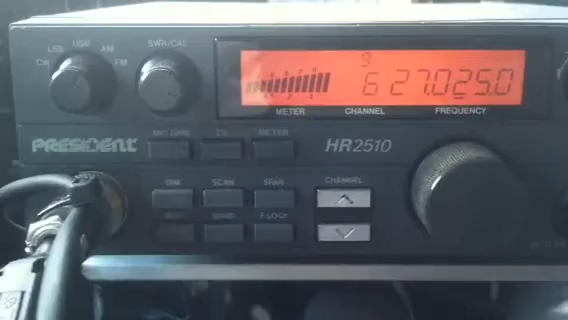 LSB USB AM
CW FM
SWR/CAL
9
6 27.025.0
METER CHANNEL FREQUENCY
PRESIDENT
MIC GAIN METER
HR2510
DIM SCAN SPAN
CHANNEL
BAND F.LOCK